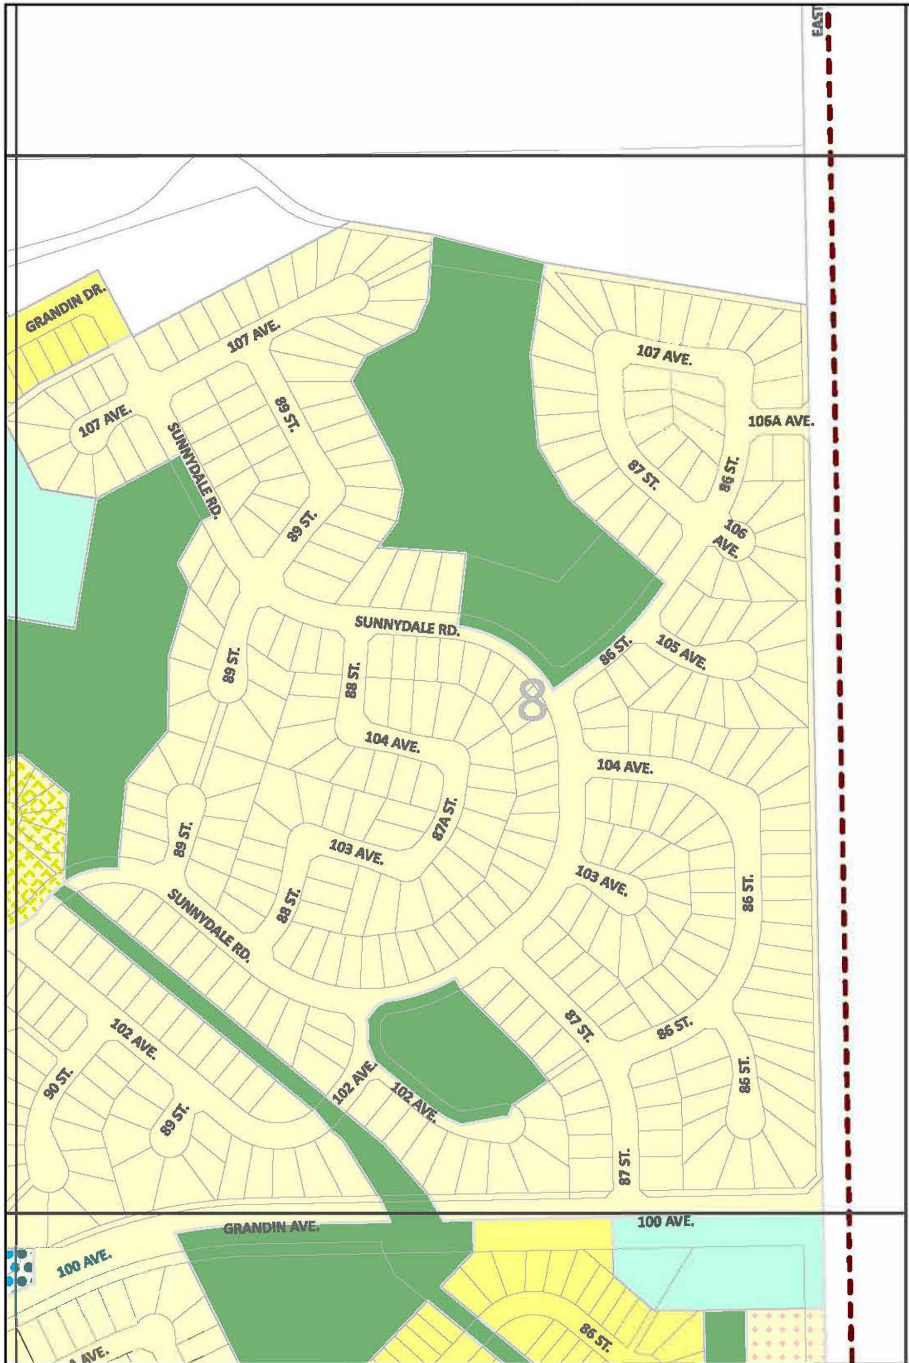 EAST
GRANDIN DR.
107 AVE.
107 AVE.
106A AVE.
107 AVE.
89 ST.
SUNNYDALE RD.
87 ST.
86 ST.
89 ST.
106
AVE.
SUNNYDALE RD.
86 ST.
105 AVE.
89 ST.
88 ST.
8
104 AVE.
104 AVE.
87A ST.
89 ST.
103 AVE.
103 AVE.
86 ST.
88 ST.
SUNNYDALE RD.
87 ST.
86 ST.
102 AVE.
90 ST.
102 AVE.
102 AVE.
86 ST.
89 ST.
87 ST.
GRANDIN AVE.
100 AVE.
100 AVE.
86 ST.
AVE.